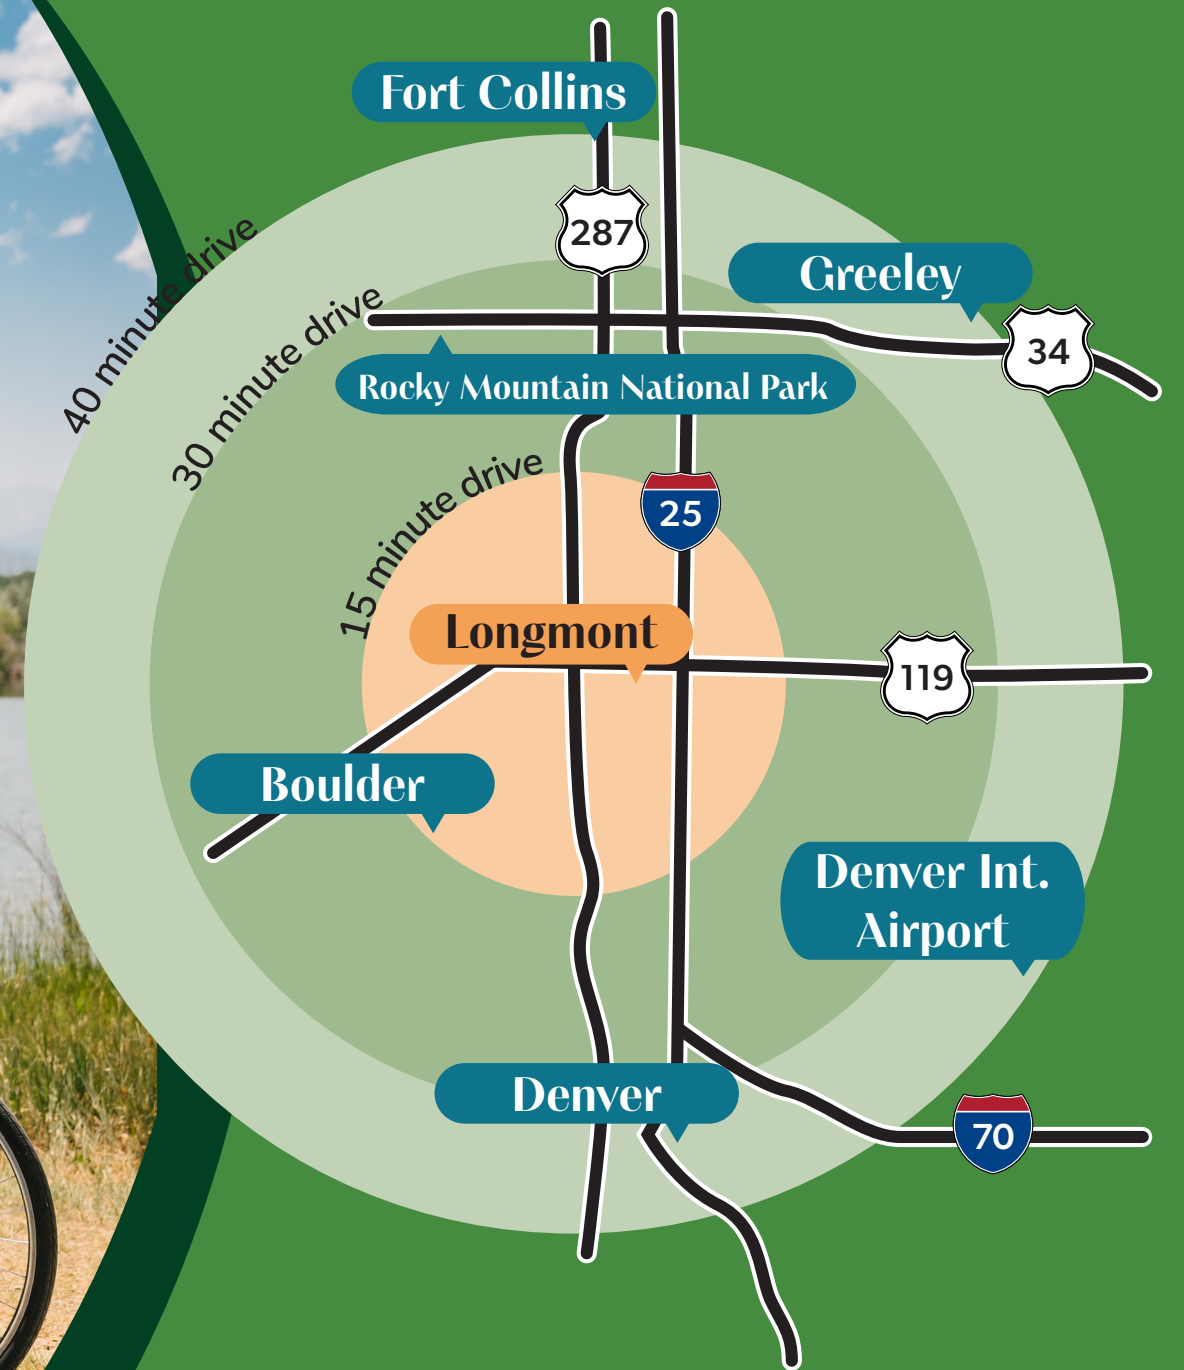 Fort Collins
287
Greeley
34
40 minute drive
30 minute drive
Rocky Mountain National Park
15 minute drive
25
Longmont
119
Boulder
Denver Int.
Airport
Denver
70